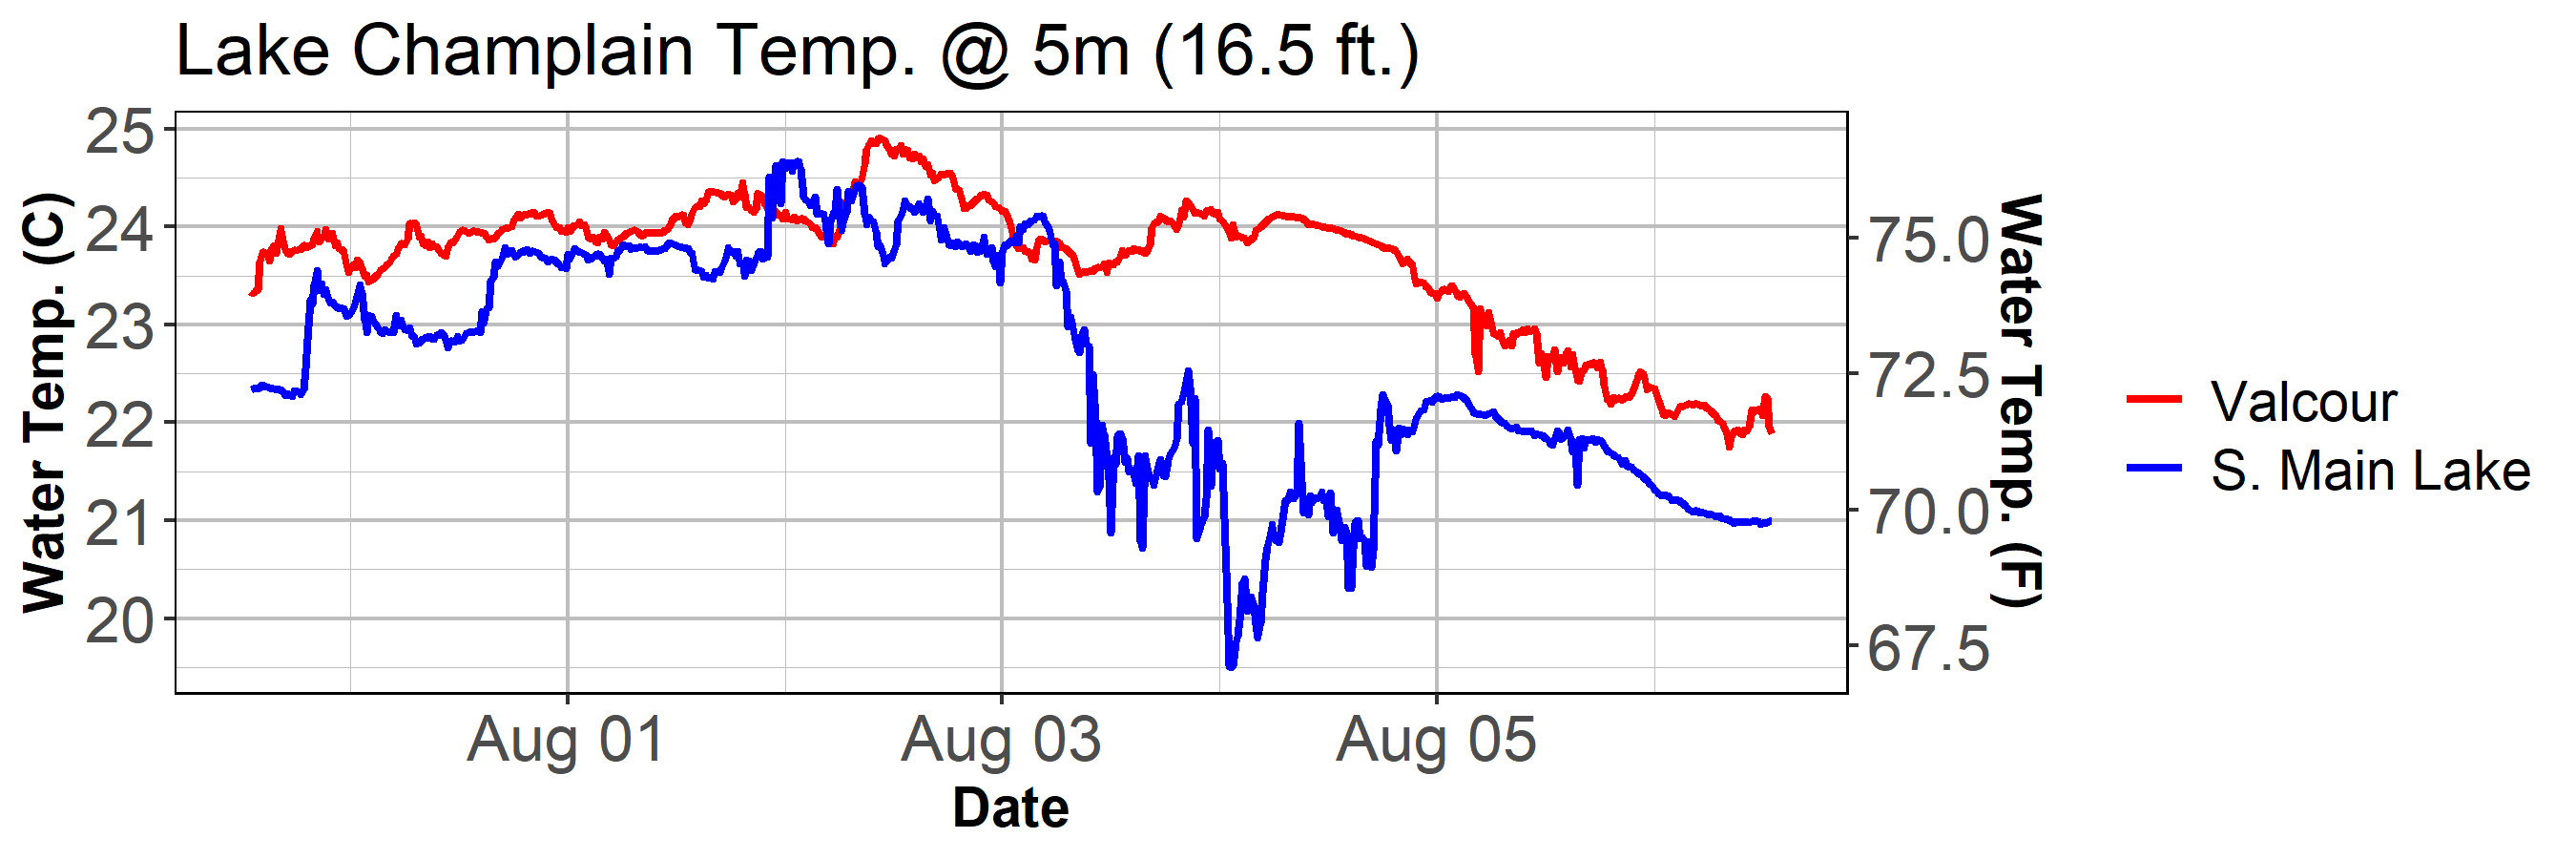 Lake Champlain Temp. @ 5m (16.5 ft.)
Water Temp. (C)
25
24
23
22
21
20
75.0
72.5
70.0
67.5
Water Temp. (F)
Aug 01
Aug 03
Aug 05
Date
Valcour
S. Main Lake